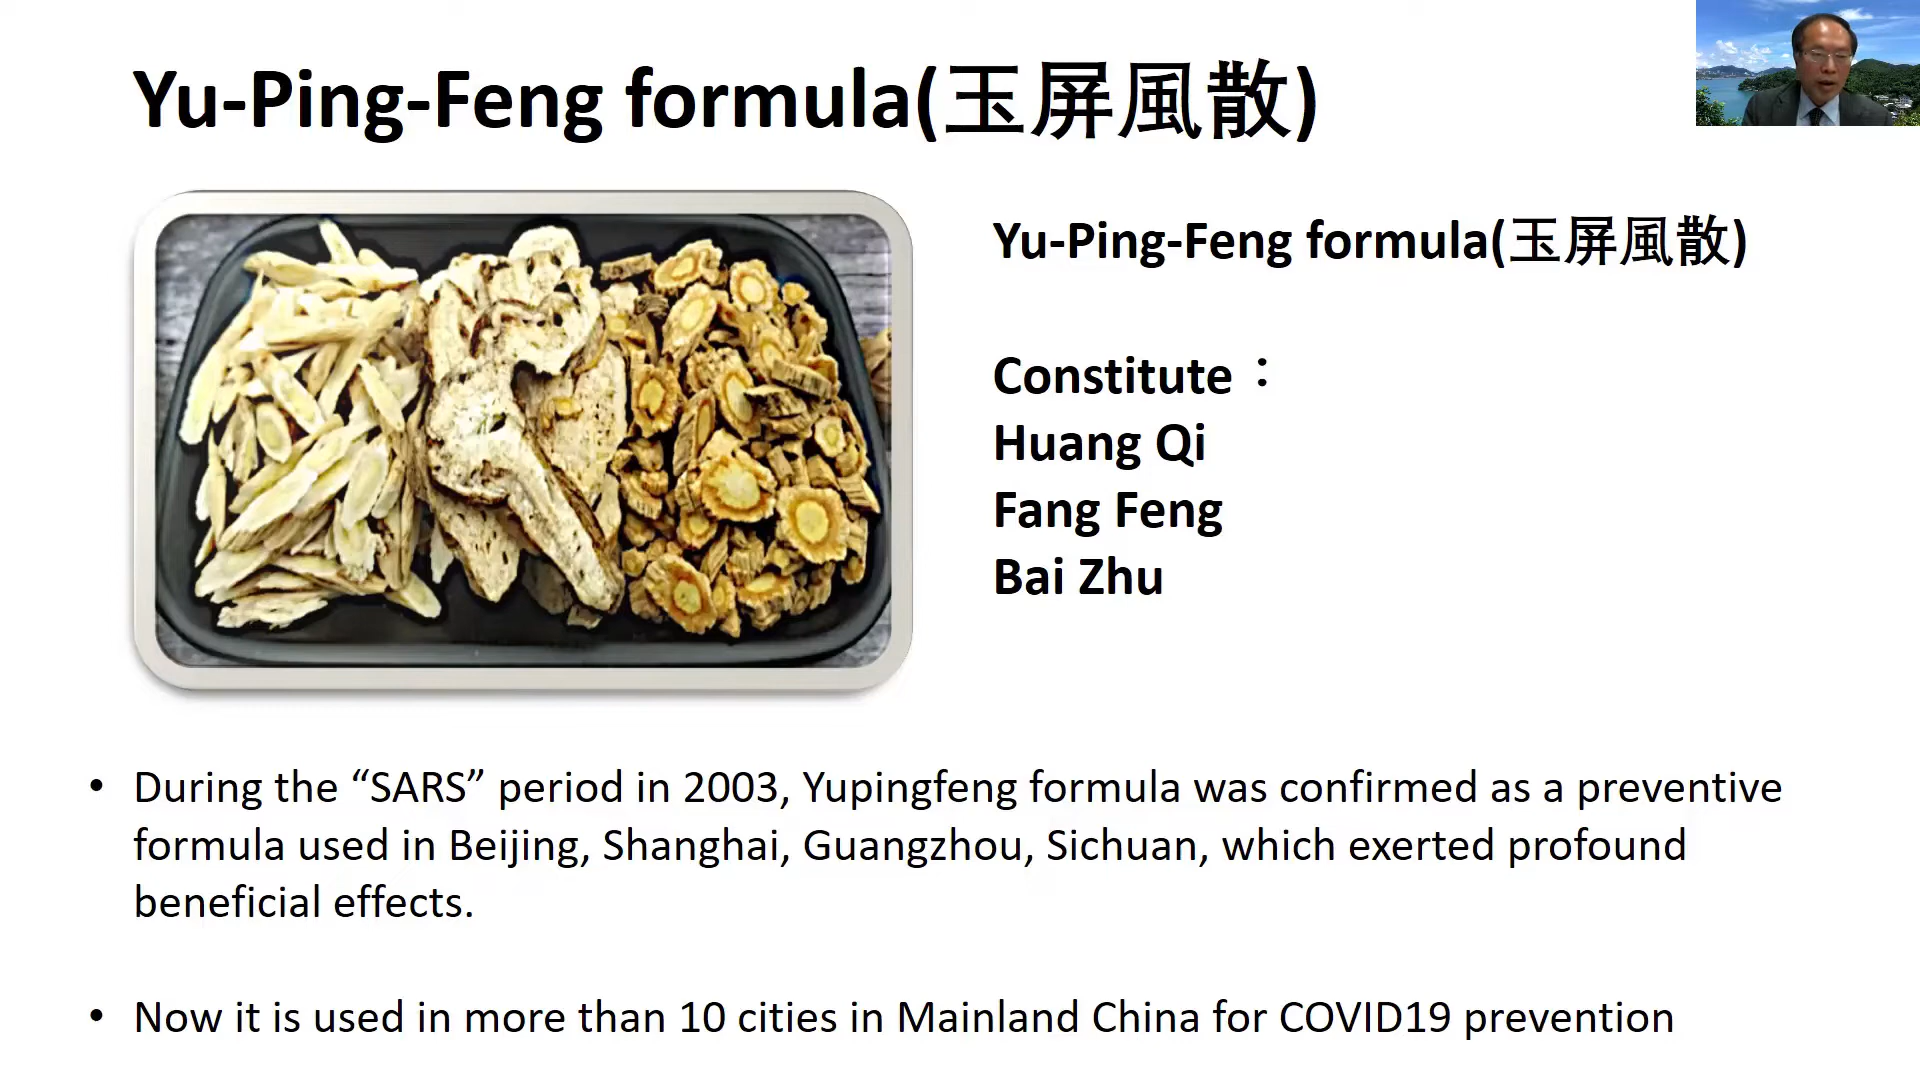 Yu-Ping-Feng formula(玉屏風散)
Yu-Ping-Feng formula(玉屏風散)
Constitute：
Huang Qi
Fang Feng
Bai Zhu
• During the “SARS” period in 2003, Yupingfeng formula was confirmed as a preventive
formula used in Beijing, Shanghai, Guangzhou, Sichuan, which exerted profound
beneficial effects.
• Now it is used in more than 10 cities in Mainland China for COVID19 prevention